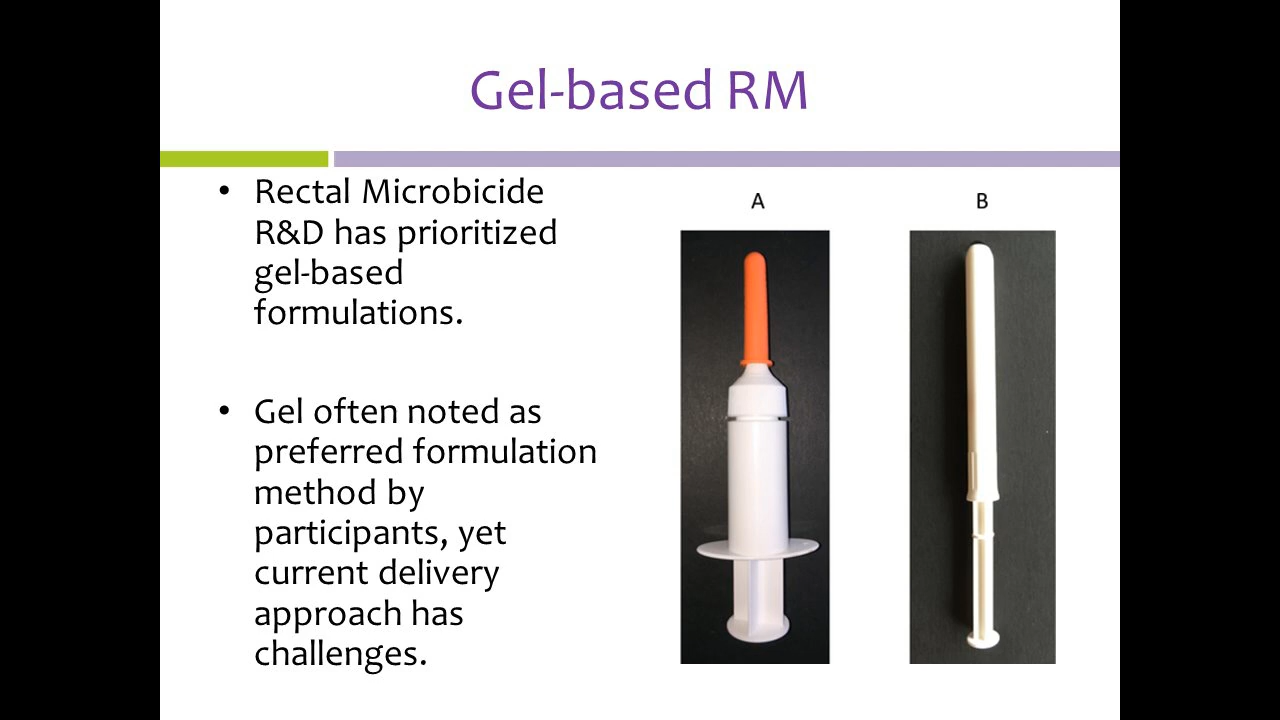 Gel-based RM
• Rectal Microbicide
R&D has prioritized
gel-based
formulations.
• Gel often noted as
preferred formulation
method by
participants, yet
current delivery
approach has
challenges.
A
B